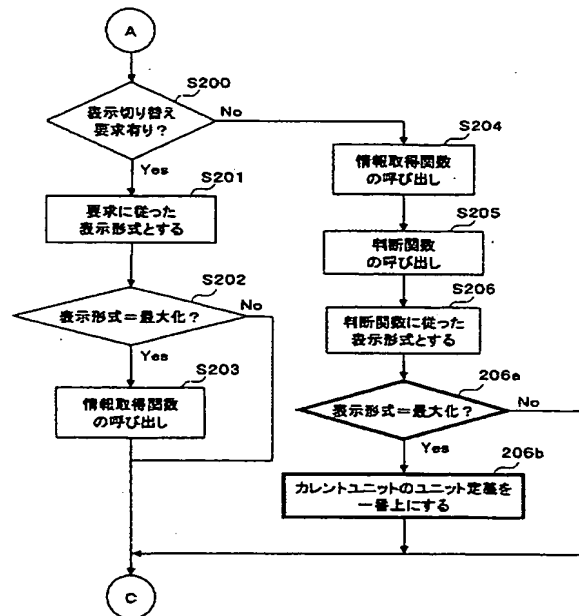 A
S200
表示切り替え
要求有り？
No
Yes
S201
要求に従った
表示形式とする
S202
表示形式＝最大化？
No
Yes
S203
情報取得関数
の呼び出し
S204
情報取得関数
の呼び出し
S205
判断関数
の呼び出し
S206
判断関数に従った
表示形式とする
206a
表示形式＝最大化？
No
Yes
206b
カレントユニットのユニット定墓を
一番上にする
C